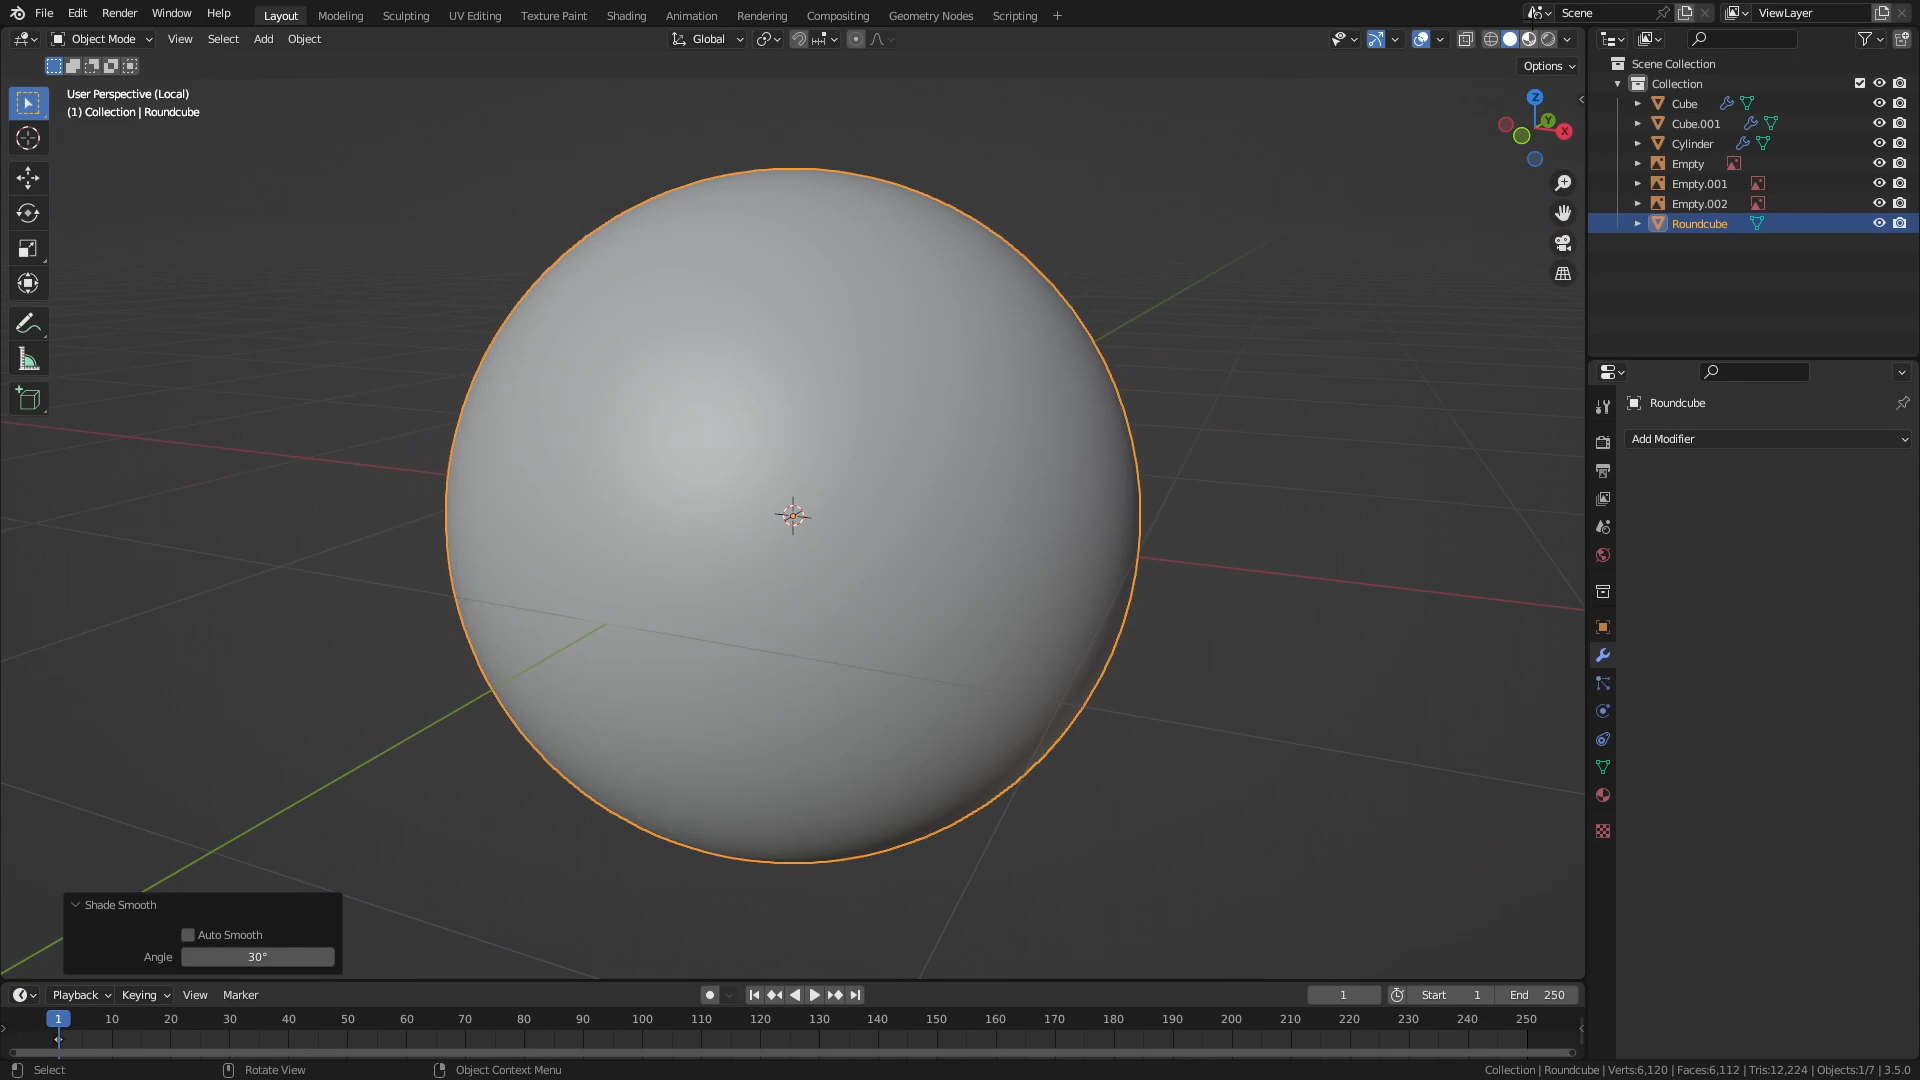 File Edit Render Window Help Layout Modeling Sculpting UV Editing Texture Paint Shading Animation Rendering Compositing Geometry Nodes Scripting + Scene ViewLayer
Object Mode View Select Add Object Global
Options
User Perspective (Local)
(1) Collection | Roundcube
Z
Y
X
Scene Collection
Collection
Cube
Cube.001
Cylinder
Empty
Empty.001
Empty.002
Roundcube
Roundcube
Add Modifier
Shade Smooth
Auto Smooth
Angle 30°
Playback Keying View Marker 1 Start 1 End 250
1 10 20 30 40 50 60 70 80 90 100 110 120 130 140 150 160 170 180 190 200 210 220 230 240 250
Select Rotate View Object Context Menu Collection | Roundcube | Verts:6,120 | Faces:6,112 | Tris:12,224 | Objects:1/7 | 3.5.0